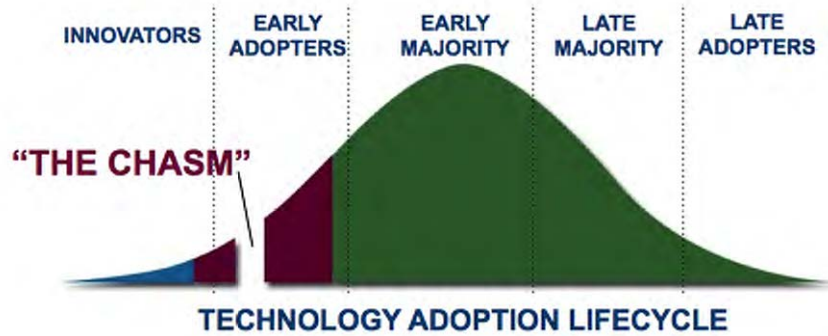 INNOVATORS
EARLY
ADOPTERS
EARLY
MAJORITY
LATE
MAJORITY
LATE
ADOPTERS
“THE CHASM”
TECHNOLOGY ADOPTION LIFECYCLE